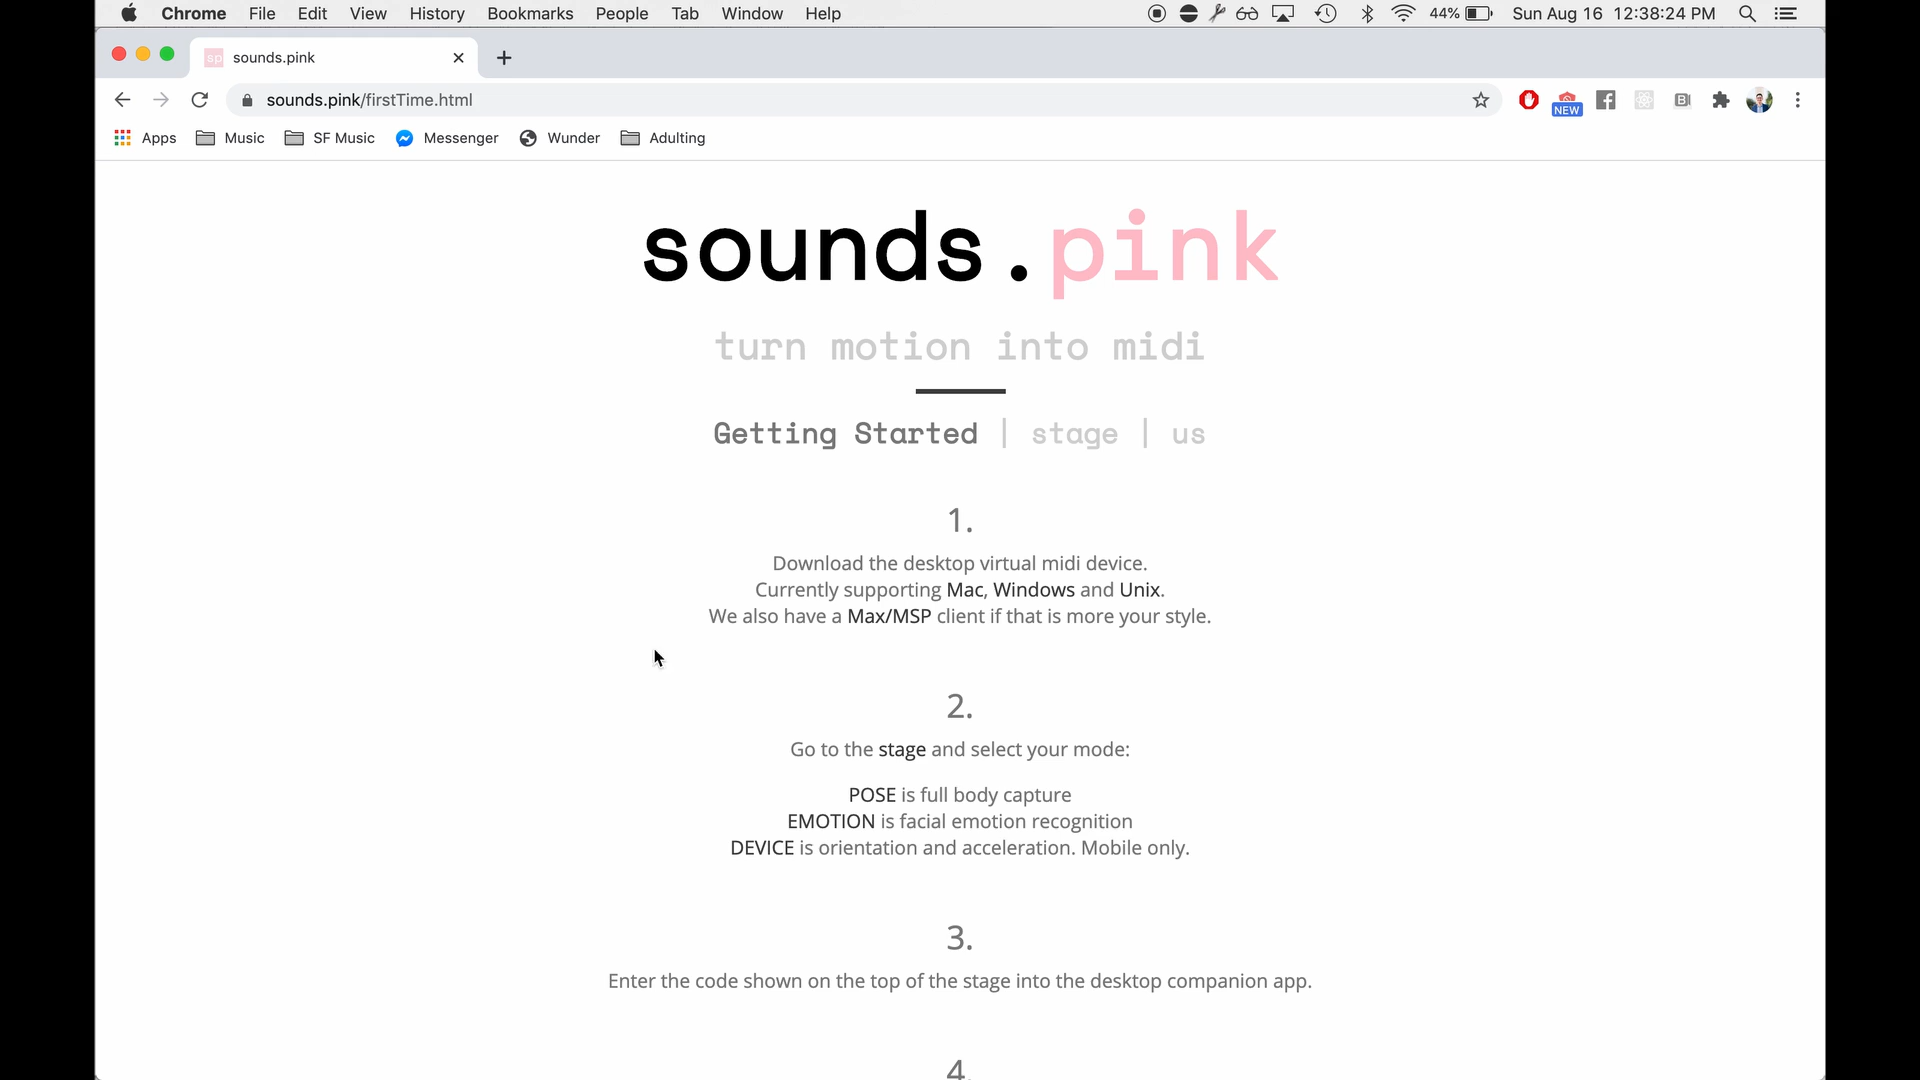 Chrome File Edit View History Bookmarks People Tab Window Help 44% Sun Aug 16 12:38:24 PM
sp sounds.pink
sounds.pink/firstTime.html NEW B
Apps Music SF Music Messenger Wunder Adulting
sounds.pink
turn motion into midi
Getting Started | stage | us
1.
Download the desktop virtual midi device.
Currently supporting Mac, Windows and Unix.
We also have a Max/MSP client if that is more your style.
2.
Go to the stage and select your mode:
POSE is full body capture
EMOTION is facial emotion recognition
DEVICE is orientation and acceleration. Mobile only.
3.
Enter the code shown on the top of the stage into the desktop companion app.
4.